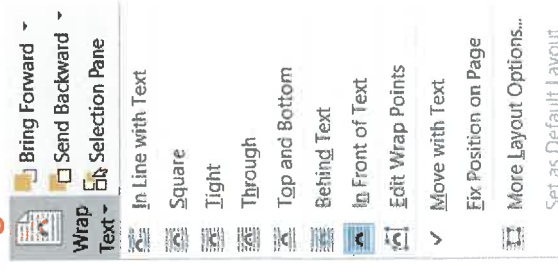 Bring Forward
Send Backward
Selection Pane
Wrap
Text
In Line with Text
Square
Tight
Through
Top and Bottom
Behind Text
In Front of Text
Edit Wrap Points
Move with Text
Fix Position on Page
More Layout Options...
Set as Default Layout